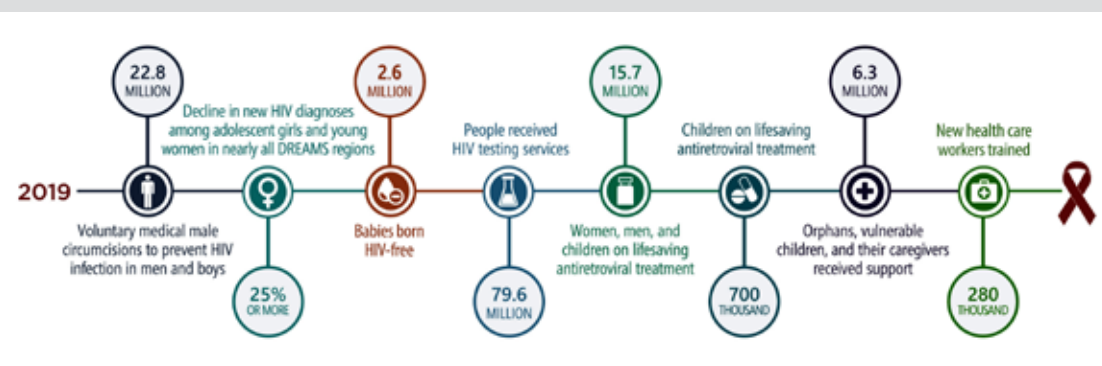 2019
22.8
MILLION
Voluntary medical male
circumcisions to prevent HIV
infection in men and boys
Decline in new HIV diagnoses
among adolescent girls and young
women in nearly all DREAMS regions
25%
OR MORE
2.6
MILLION
Babies born
HIV-free
People received
HIV testing services
79.6
MILLION
15.7
MILLION
Women, men, and
children on lifesaving
antiretroviral treatment
Children on lifesaving
antiretroviral treatment
700
THOUSAND
6.3
MILLION
Orphans, vulnerable
children, and their caregivers
received support
New health care
workers trained
280
THOUSAND